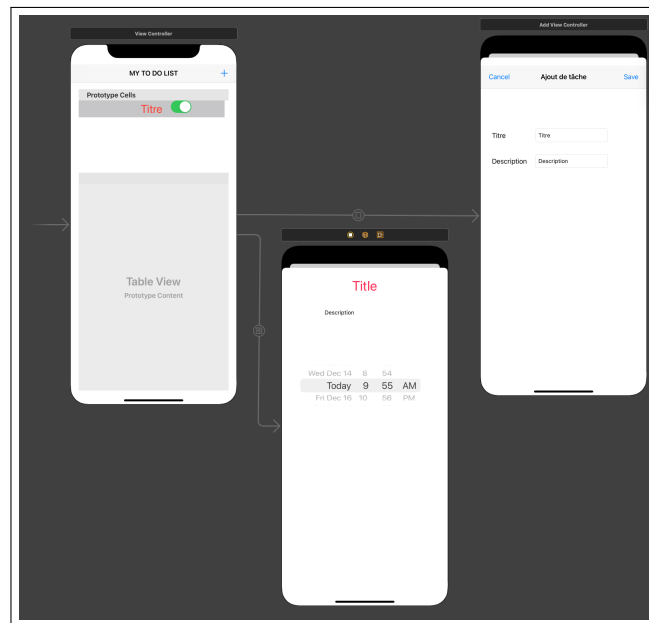 View Controller
MY TO DO LIST +
Prototype Cells
Titre
Table View
Prototype Content
Add View Controller
Cancel Ajout de tâche Save
Titre Titre
Description Description
Title
Description
Wed Dec 14 8 54
Today 9 55 AM
Fri Dec 16 10 56 PM